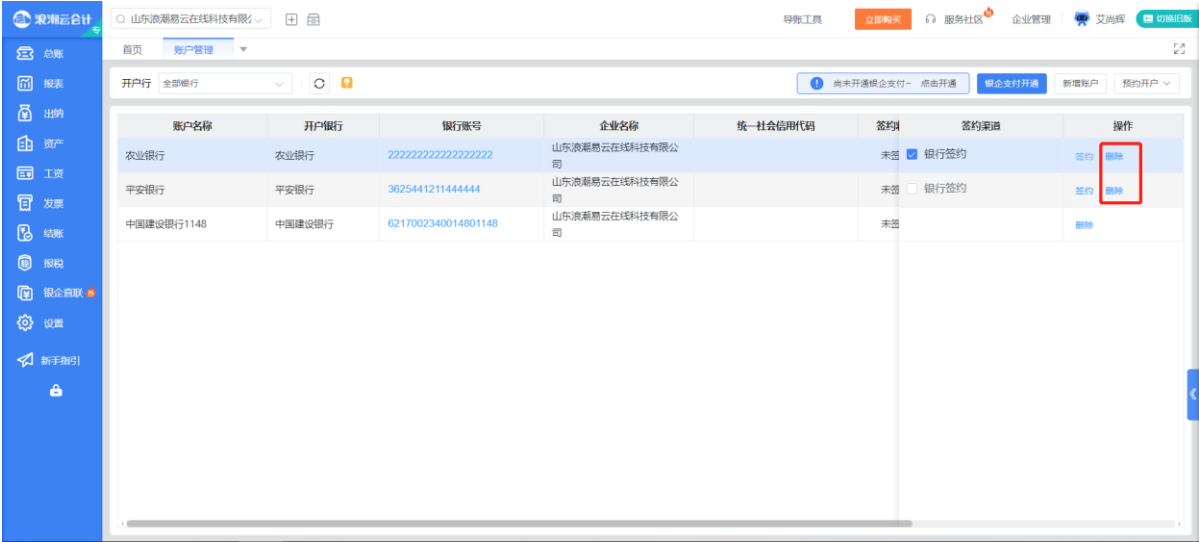 浪潮云会计
专
山东浪潮易云在线科技有限公
导账工具
立即购买
服务社区
企业管理
艾尚辉
切换旧版
总账
报表
出纳
资产
工资
发票
结账
报税
银企直联
设置
新手指引
首页 账户管理
开户行 全部银行
尚未开通银企支付~ 点击开通
银企支付开通
新增账户
预约开户
账户名称 开户银行 银行账号 企业名称 统一社会信用代码 签约 签约渠道 操作
农业银行 农业银行 222222222222222222 山东浪潮易云在线科技有限公
司
未签 银行签约 签约 删除
平安银行 平安银行 3625441211444444 山东浪潮易云在线科技有限公
司
未签 银行签约 签约 删除
中国建设银行1148 中国建设银行 6217002340014801148 山东浪潮易云在线科技有限公
司
未签 删除